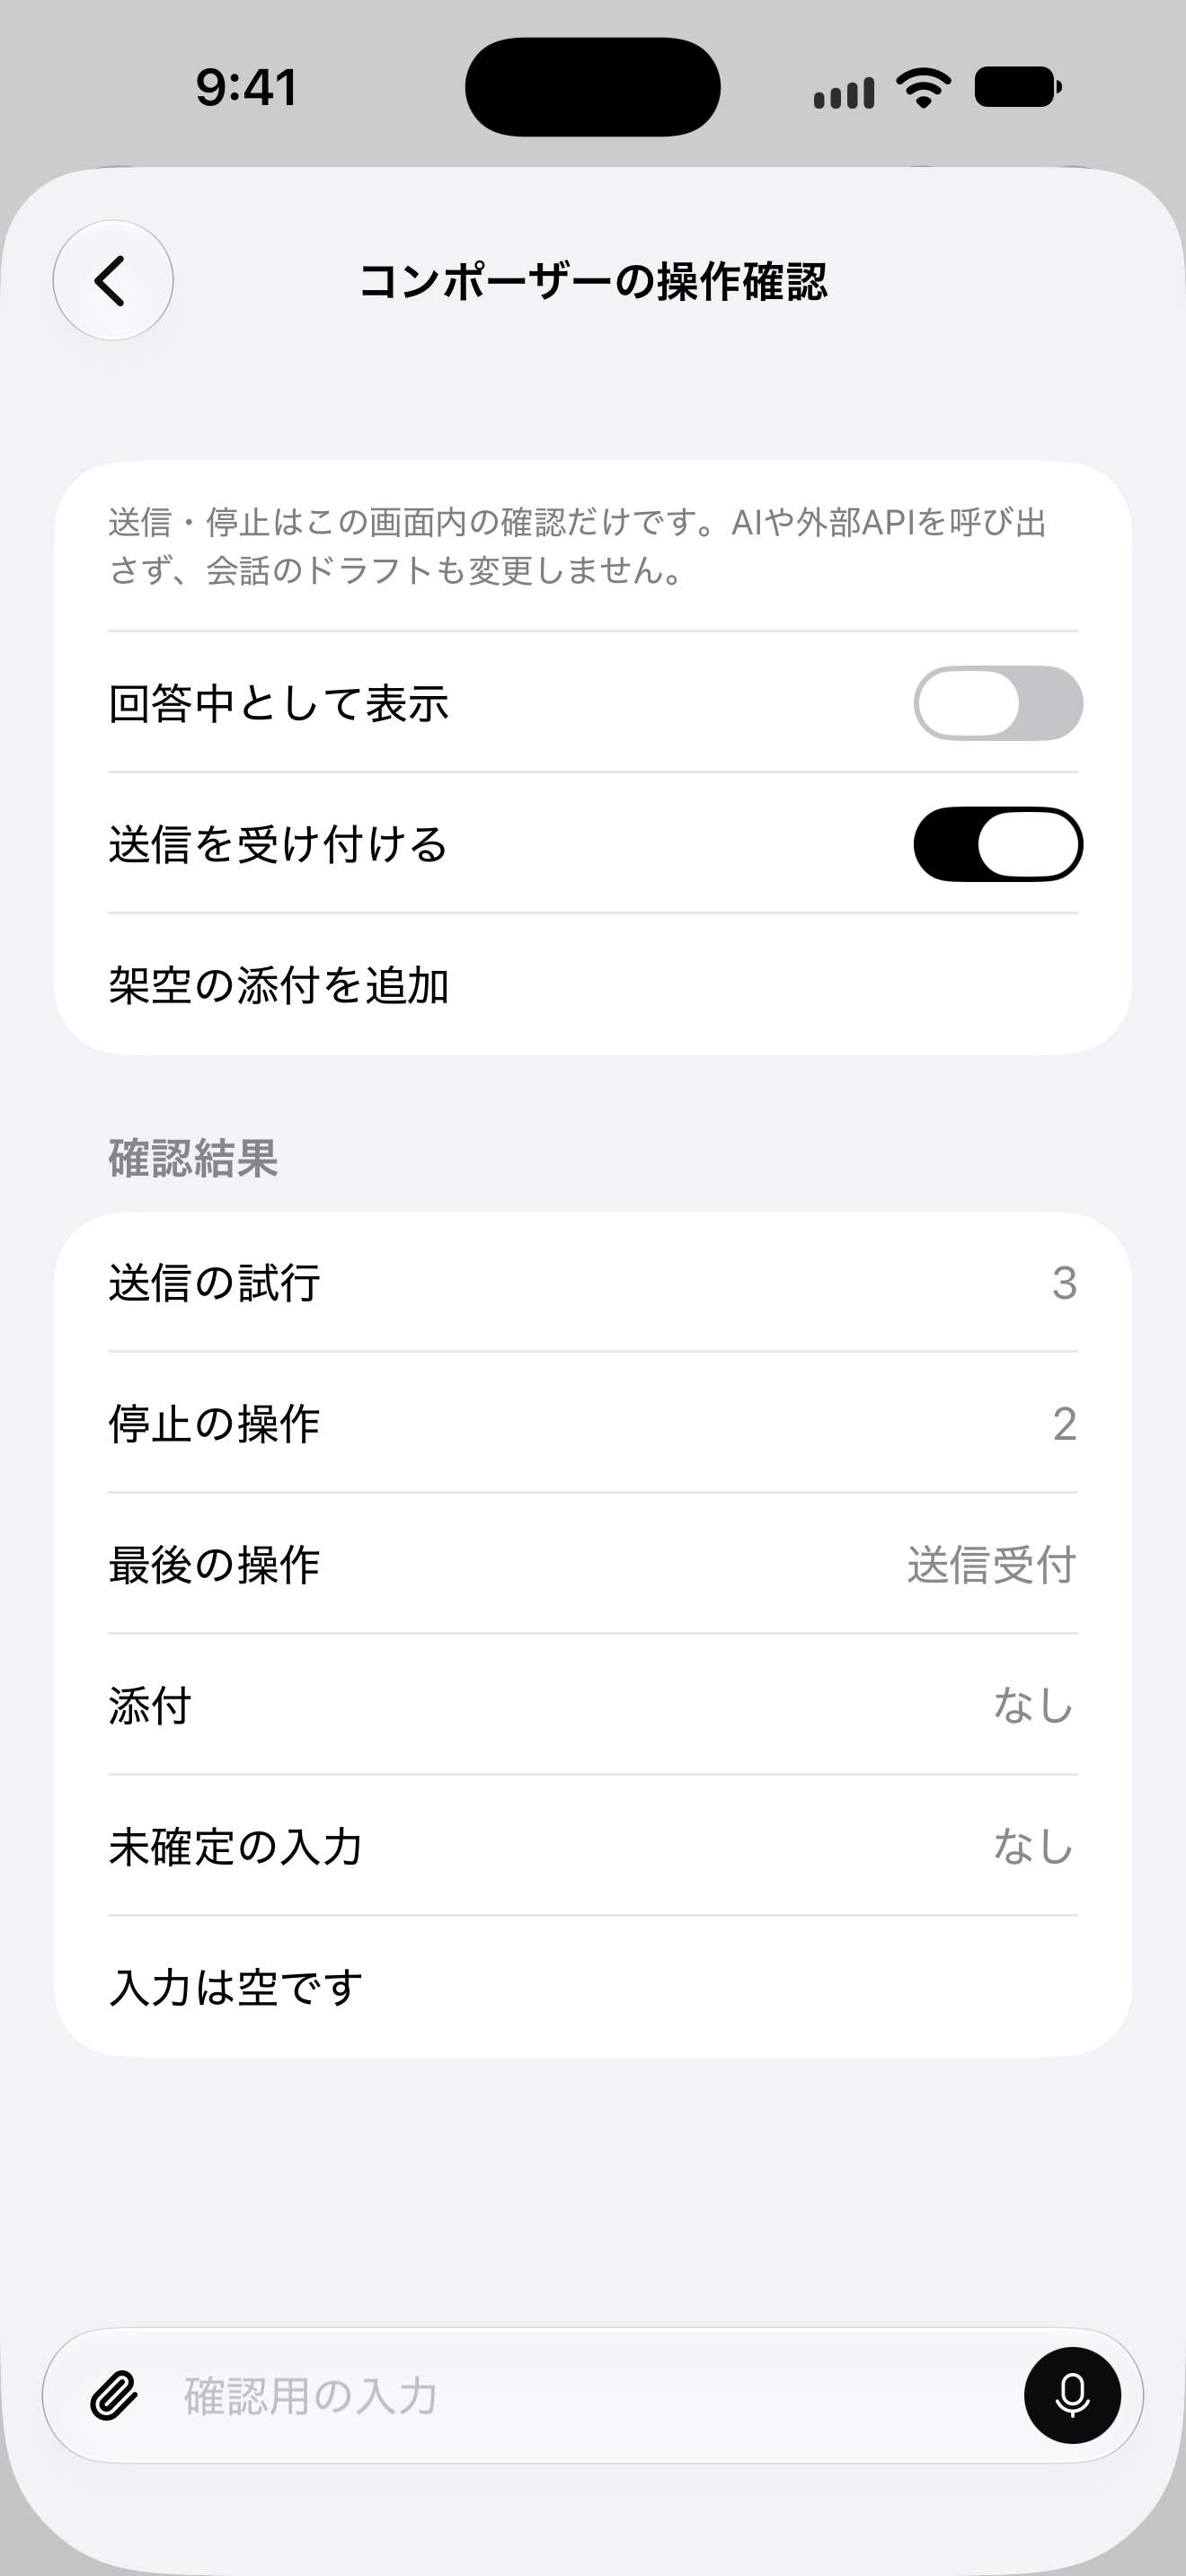 9:41
コンポーザーの操作確認
送信・停止はこの画面内の確認だけです。AIや外部APIを呼び出
さず、会話のドラフトも変更しません。
回答中として表示
送信を受け付ける
架空の添付を追加
確認結果
送信の試行 3
停止の操作 2
最後の操作 送信受付
添付 なし
未確定の入力 なし
入力は空です
確認用の入力